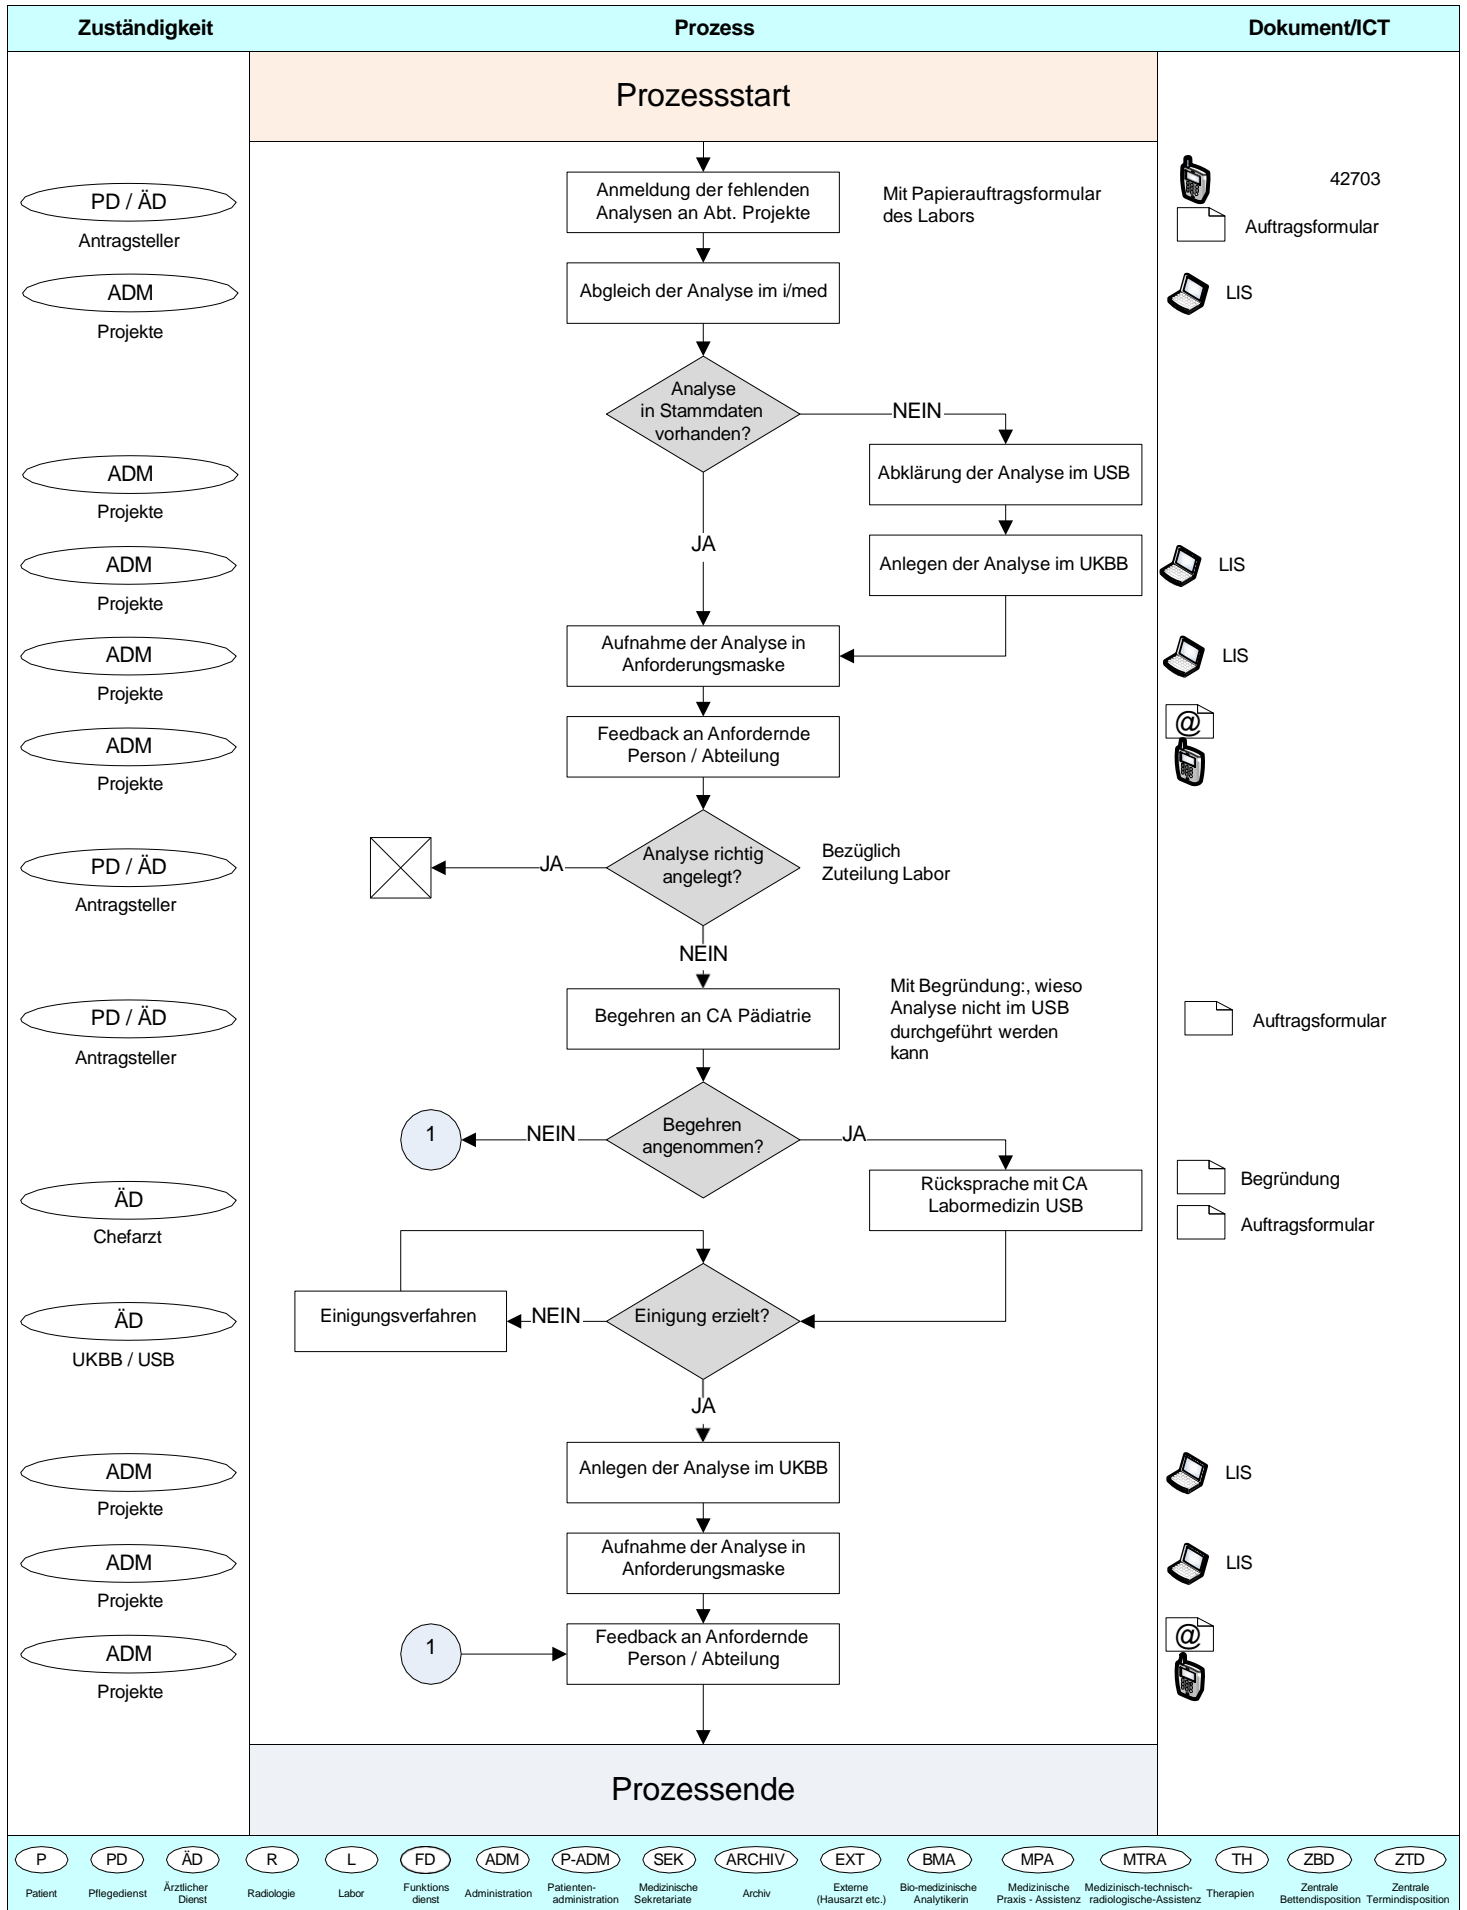 Zuständigkeit
Prozess
Dokument/ICT
Prozessstart
PD / ÄD
Antragsteller
Anmeldung der fehlenden
Analysen an Abt. Projekte
Mit Papierauftragsformular
des Labors
42703
Auftragsformular
ADM
Projekte
Abgleich der Analyse im i/med
LIS
Analyse
in Stammdaten
vorhanden?
NEIN
ADM
Projekte
Abklärung der Analyse im USB
JA
ADM
Projekte
Anlegen der Analyse im UKBB
LIS
ADM
Projekte
Aufnahme der Analyse in
Anforderungsmaske
LIS
ADM
Projekte
Feedback an Anfordernde
Person / Abteilung
@
PD / ÄD
Antragsteller
JA
Analyse richtig
angelegt?
Bezüglich
Zuteilung Labor
NEIN
PD / ÄD
Antragsteller
Begehren an CA Pädiatrie
Mit Begründung:, wieso
Analyse nicht im USB
durchgeführt werden
kann
Auftragsformular
1
NEIN
Begehren
angenommen?
JA
ÄD
Chefarzt
Rücksprache mit CA
Labormedizin USB
Begründung
Auftragsformular
ÄD
UKBB / USB
Einigungsverfahren
NEIN
Einigung erzielt?
JA
ADM
Projekte
Anlegen der Analyse im UKBB
LIS
ADM
Projekte
Aufnahme der Analyse in
Anforderungsmaske
LIS
ADM
Projekte
1
Feedback an Anfordernde
Person / Abteilung
@
Prozessende
P
Patient
PD
Pflegedienst
ÄD
Ärztlicher
Dienst
R
Radiologie
L
Labor
FD
Funktions
dienst
ADM
Administration
P-ADM
Patienten-
administration
SEK
Medizinische
Sekretariate
ARCHIV
Archiv
EXT
Externe
(Hausarzt etc.)
BMA
Bio-medizinische
Analytikerin
MPA
Medizinische
Praxis - Assistenz
MTRA
Medizinisch-technisch-
radiologische-Assistenz
TH
Therapien
ZBD
Zentrale
Bettendisposition
ZTD
Zentrale
Termindisposition